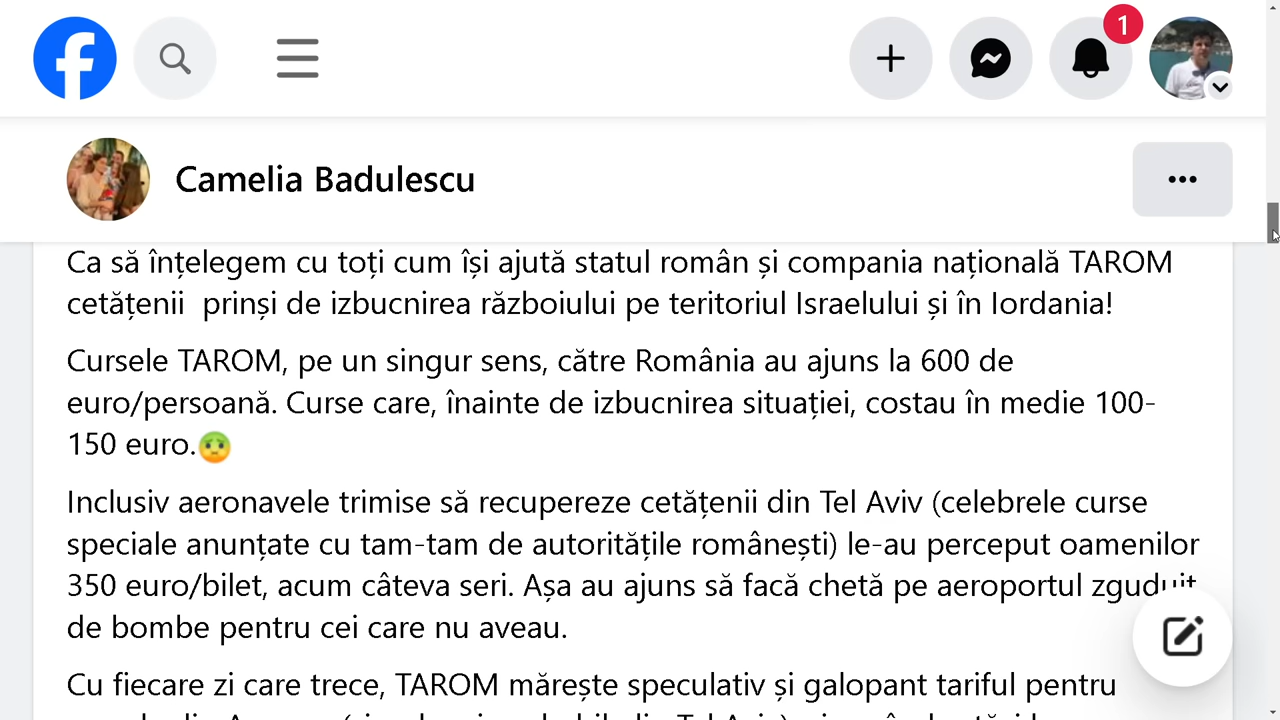 1
Camelia Badulescu
Ca să înțelegem cu toți cum își ajută statul român și compania națională TAROM
cetățenii  prinși de izbucnirea războiului pe teritoriul Israelului și în Iordania!
Cursele TAROM, pe un singur sens, către România au ajuns la 600 de
euro/persoană. Curse care, înainte de izbucnirea situației, costau în medie 100-
150 euro.🤢
Inclusiv aeronavele trimise să recupereze cetățenii din Tel Aviv (celebrele curse
speciale anunțate cu tam-tam de autoritățile românești) le-au perceput oamenilor
350 euro/bilet, acum câteva seri. Așa au ajuns să facă chetă pe aeroportul zguduit
de bombe pentru cei care nu aveau.
Cu fiecare zi care trece, TAROM mărește speculativ și galopant tariful pentru